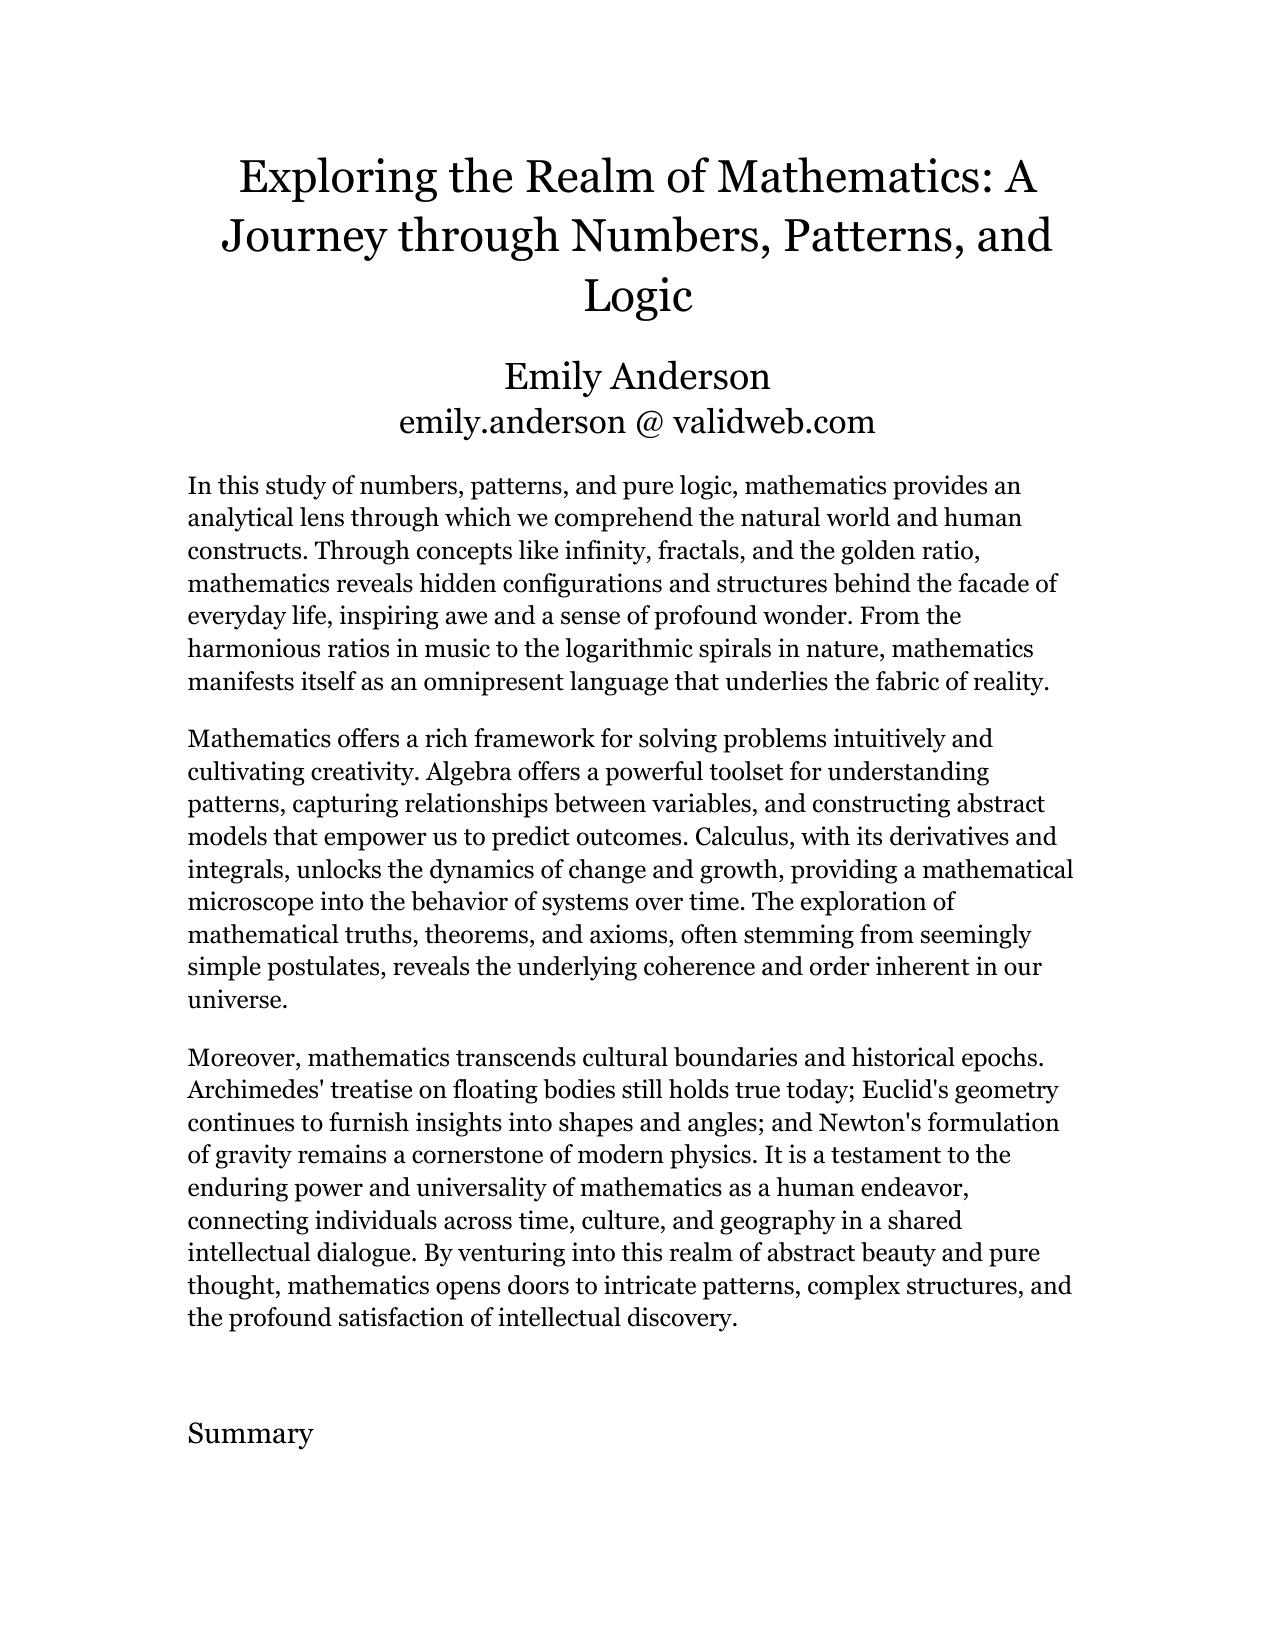 Exploring the Realm of Mathematics: A
Journey through Numbers, Patterns, and
Logic
Emily Anderson
emily.anderson @ validweb.com
In this study of numbers, patterns, and pure logic, mathematics provides an
analytical lens through which we comprehend the natural world and human
constructs. Through concepts like infinity, fractals, and the golden ratio,
mathematics reveals hidden configurations and structures behind the facade of
everyday life, inspiring awe and a sense of profound wonder. From the
harmonious ratios in music to the logarithmic spirals in nature, mathematics
manifests itself as an omnipresent language that underlies the fabric of reality.
Mathematics offers a rich framework for solving problems intuitively and
cultivating creativity. Algebra offers a powerful toolset for understanding
patterns, capturing relationships between variables, and constructing abstract
models that empower us to predict outcomes. Calculus, with its derivatives and
integrals, unlocks the dynamics of change and growth, providing a mathematical
microscope into the behavior of systems over time. The exploration of
mathematical truths, theorems, and axioms, often stemming from seemingly
simple postulates, reveals the underlying coherence and order inherent in our
universe.
Moreover, mathematics transcends cultural boundaries and historical epochs.
Archimedes' treatise on floating bodies still holds true today; Euclid's geometry
continues to furnish insights into shapes and angles; and Newton's formulation
of gravity remains a cornerstone of modern physics. It is a testament to the
enduring power and universality of mathematics as a human endeavor,
connecting individuals across time, culture, and geography in a shared
intellectual dialogue. By venturing into this realm of abstract beauty and pure
thought, mathematics opens doors to intricate patterns, complex structures, and
the profound satisfaction of intellectual discovery.
Summary